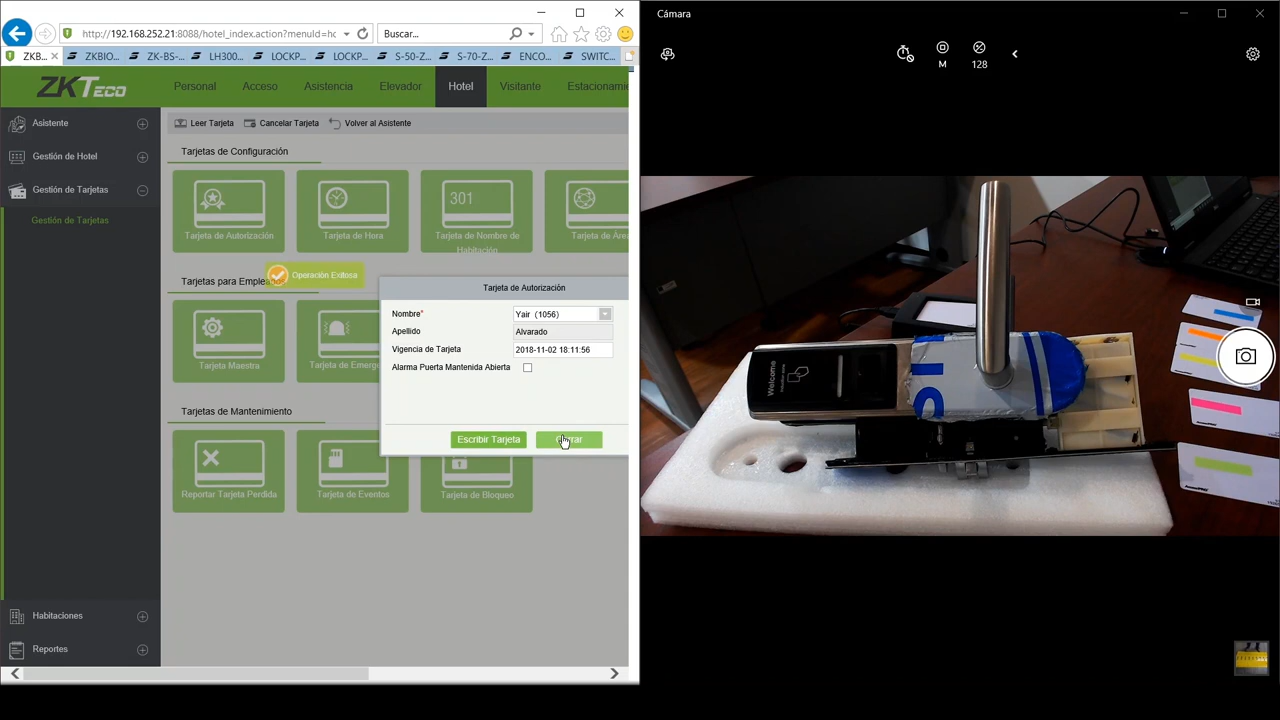 http://192.168.252.21:8088/hotel_index.action?menuId=hc
Buscar...
ZKB...
ZKBIO...
ZK-BS-...
LH300...
LOCKP...
LOCKP...
S-50-Z...
S-70-Z...
ENCO...
SWITC...
ZKTECO
Personal
Acceso
Asistencia
Elevador
Hotel
Visitante
Estacionami
Asistente
Gestión de Hotel
Gestión de Tarjetas
Gestión de Tarjetas
Habitaciones
Reportes
Leer Tarjeta
Cancelar Tarjeta
Volver al Asistente
Tarjetas de Configuración
Tarjeta de Autorización
Tarjeta de Hora
301
Tarjeta de Nombre de
Habitación
Tarjeta de Área
Operación Exitosa
Tarjetas para Emplea
Tarjeta Maestra
Tarjeta de Emerg
Tarjetas de Mantenimiento
Reportar Tarjeta Perdida
Tarjeta de Eventos
Tarjeta de Bloqueo
Tarjeta de Autorización
Nombre*
Yair (1056)
Apellido
Alvarado
Vigencia de Tarjeta
2018-11-02 18:11:56
Alarma Puerta Mantenida Abierta
Escribir Tarjeta
Cámara
M
128
Welcome